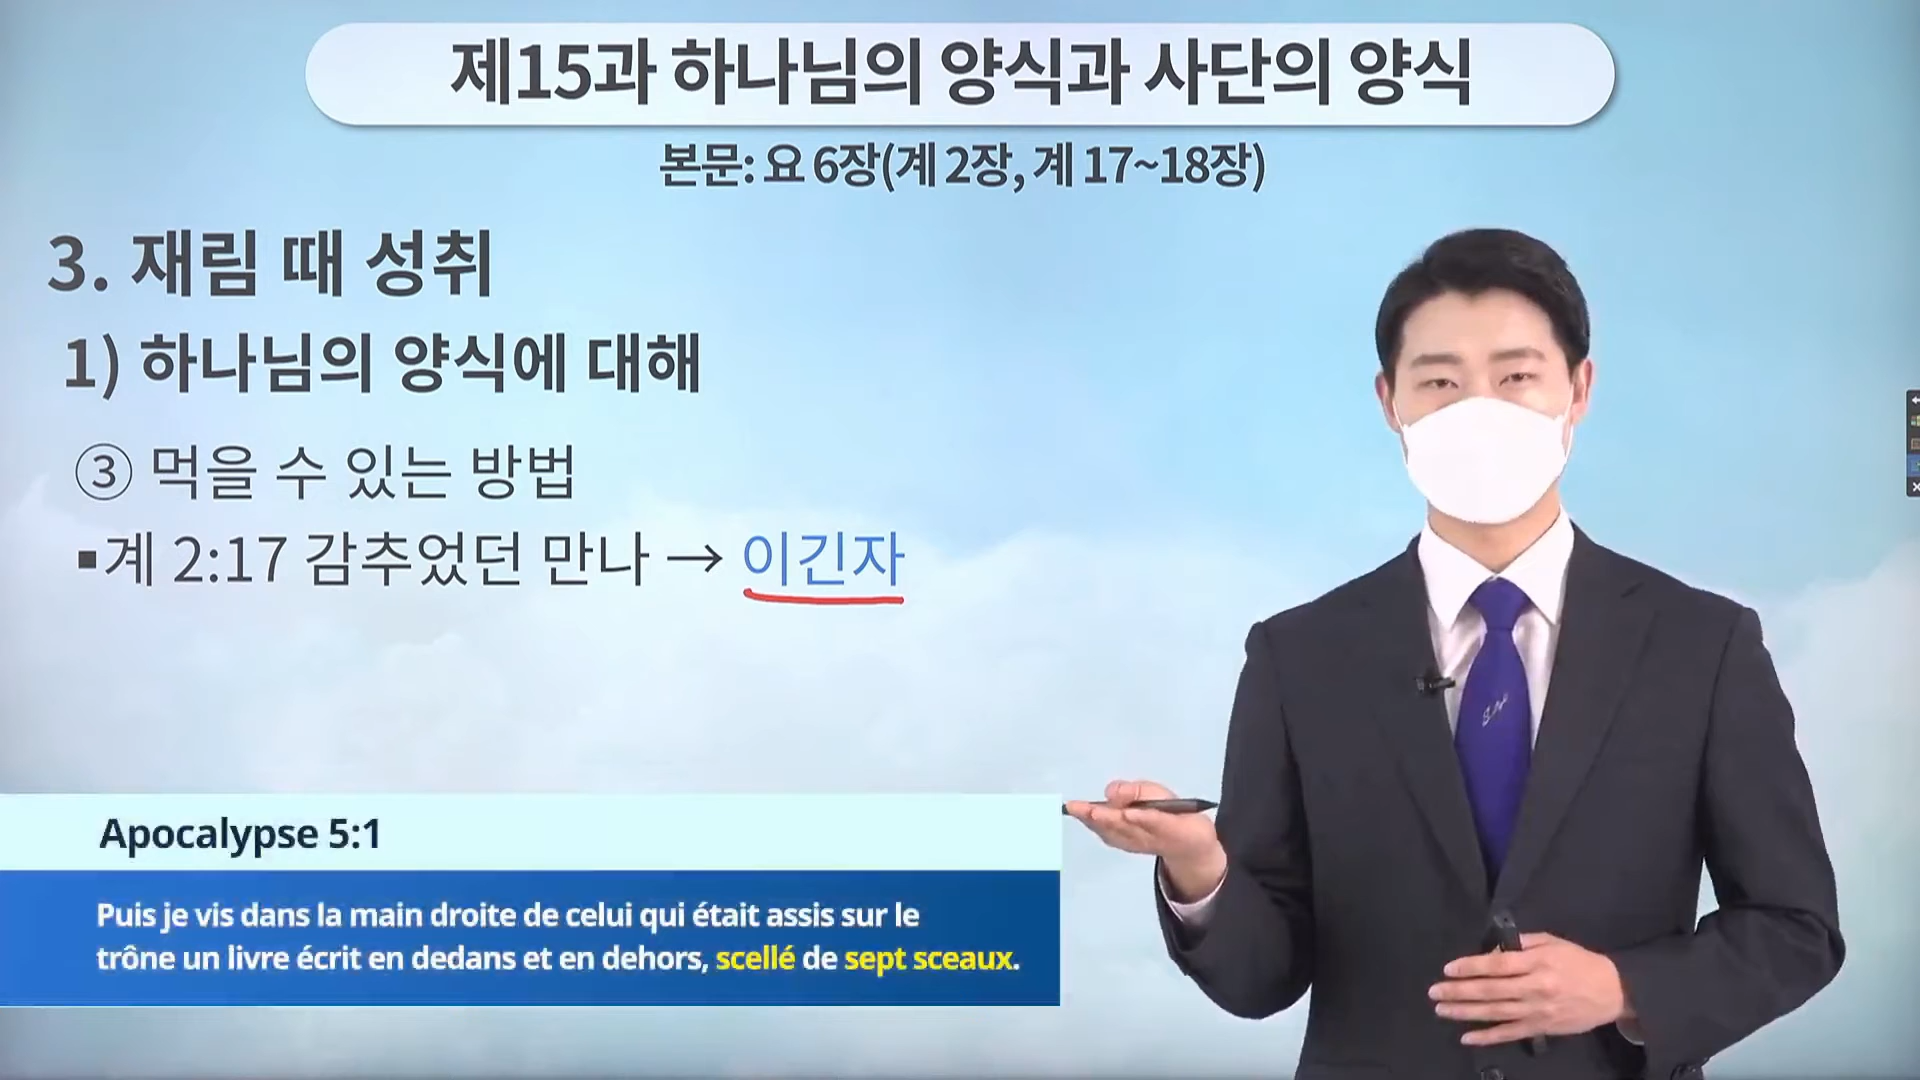 제15과 하나님의 양식과 사단의 양식
본문: 요 6장(계 2장, 계 17~18장)
3. 재림 때 성취
1) 하나님의 양식에 대해
③ 먹을 수 있는 방법
▪계 2:17 감추었던 만나 → 이긴자
Apocalypse 5:1
Puis je vis dans la main droite de celui qui était assis sur le
trône un livre écrit en dedans et en dehors, scellé de sept sceaux.